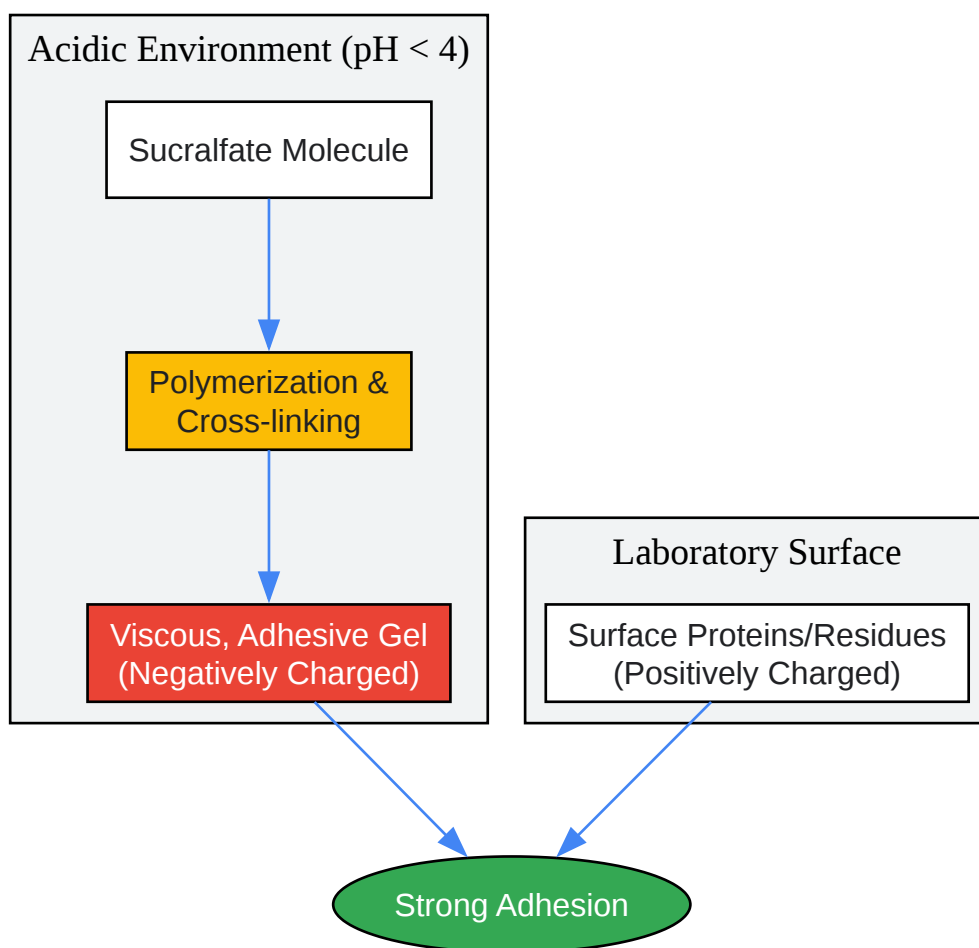 Acidic Environment (pH < 4)
Sucralfate Molecule
Polymerization &
Cross-linking
Viscous, Adhesive Gel
(Negatively Charged)
Laboratory Surface
Surface Proteins/Residues
(Positively Charged)
Strong Adhesion